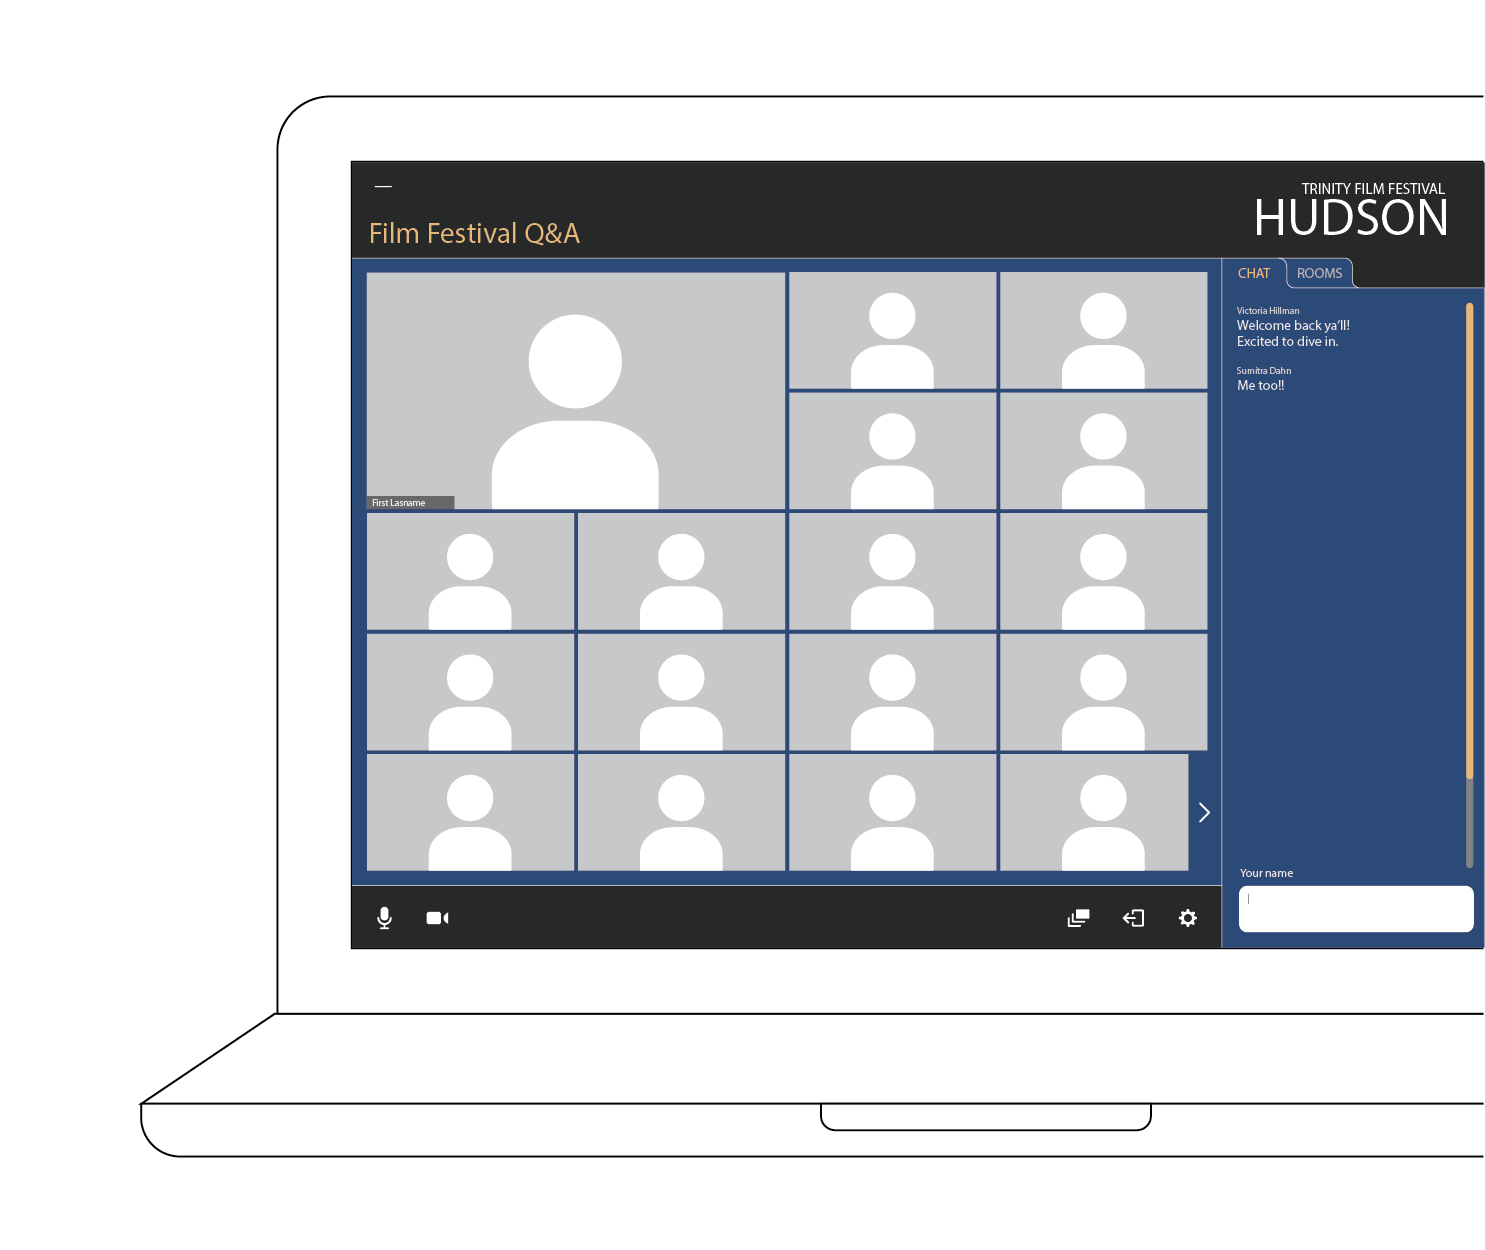 TRINITY FILM FESTIVAL
HUDSON
Film Festival Q&A
CHAT
ROOMS
Victoria Hillman
Welcome back ya'll!
Excited to dive in.
Sumitra Dahn
Me too!!
First Lasname
Your name